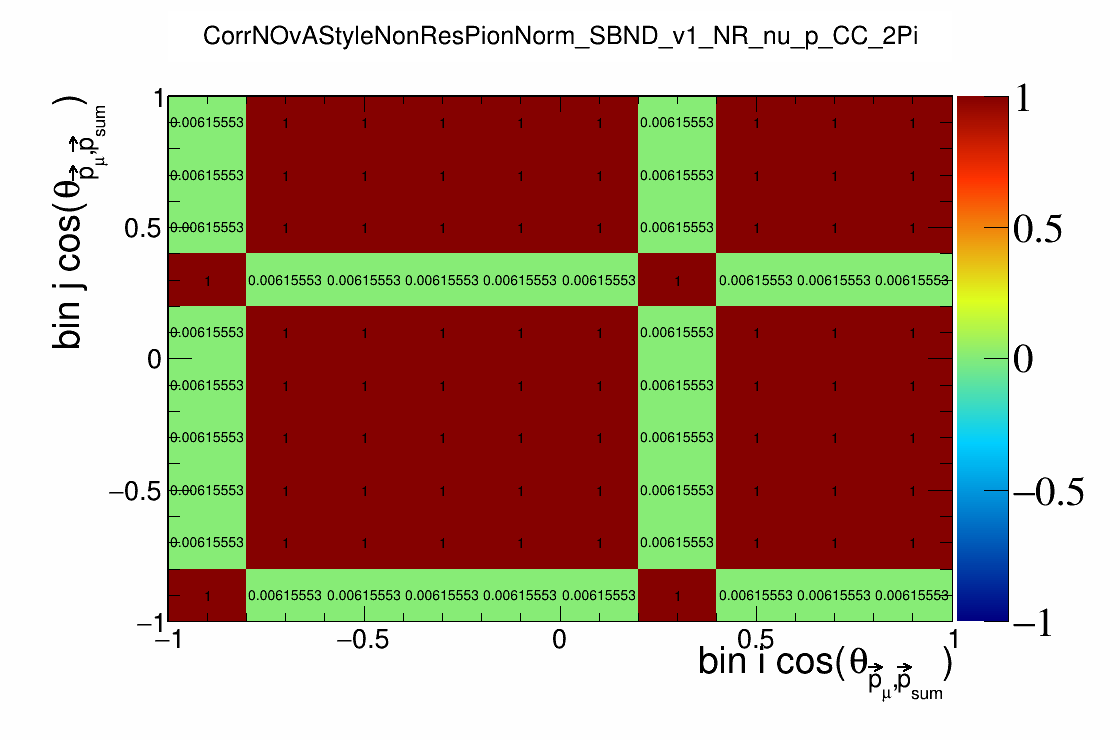 CorrNOvAStyleNonResPionNorm_SBND_v1_NR_nu_p_CC_2Pi
bin j cos(θ p⃗μ,p⃗sum)
1
0.00615553 1 1 1 1 1 0.00615553 1 1 1
0.00615553 1 1 1 1 1 0.00615553 1 1 1
0.5
0.00615553 1 1 1 1 1 0.00615553 1 1 1
1 0.00615553 0.00615553 0.00615553 0.00615553 0.00615553 1 0.00615553 0.00615553 0.00615553
0.00615553 1 1 1 1 1 0.00615553 1 1 1
0
0.00615553 1 1 1 1 1 0.00615553 1 1 1
0.00615553 1 1 1 1 1 0.00615553 1 1 1
−0.5
0.00615553 1 1 1 1 1 0.00615553 1 1 1
0.00615553 1 1 1 1 1 0.00615553 1 1 1
1 0.00615553 0.00615553 0.00615553 0.00615553 0.00615553 1 0.00615553 0.00615553 0.00615553
−1
−1 −0.5 0 0.5 1
bin i cos(θ p⃗μ,p⃗sum)
1
0.5
0
−0.5
−1